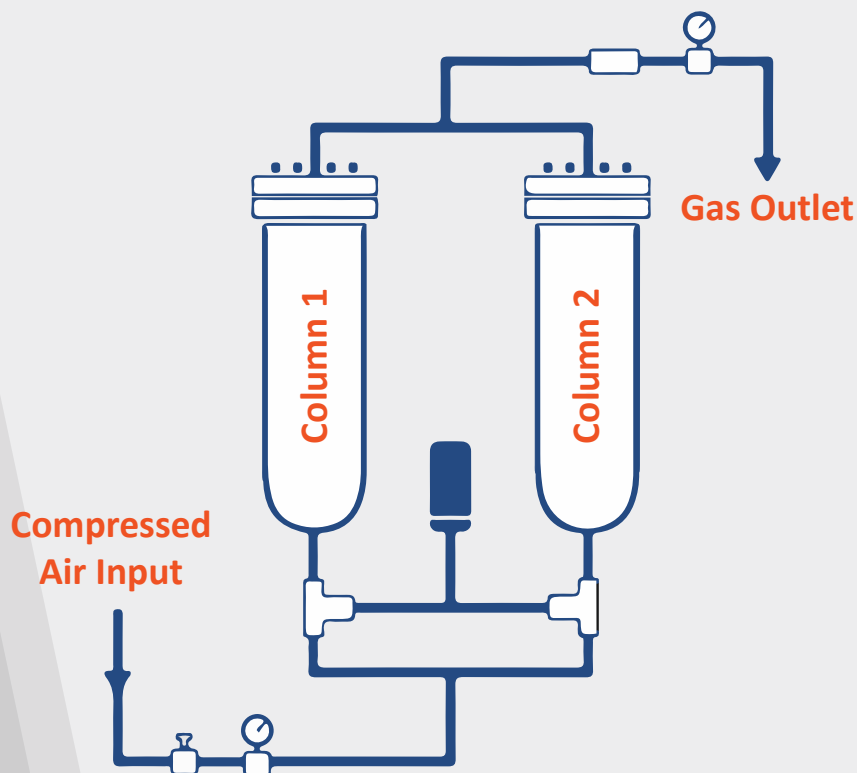 Gas Outlet
Column 1
Column 2
Compressed
Air Input